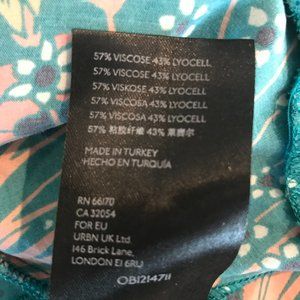 57% VISCOSE 43% LYOCELL
57% VISCOSE 43% LYOCELL
57% VISKOSE 43% LYOCELL
57% VISCOSA 43% LYOCELL
57% VISCOSA 43% LYOCELL
57% 粘胶纤维 43% 莱赛尔
MADE IN TURKEY
HECHO EN TURQUÍA
RN 66170
CA 32054
FOR EU
URBN UK Ltd.
146 Brick Lane,
LONDON E1 6RU
OB1214711